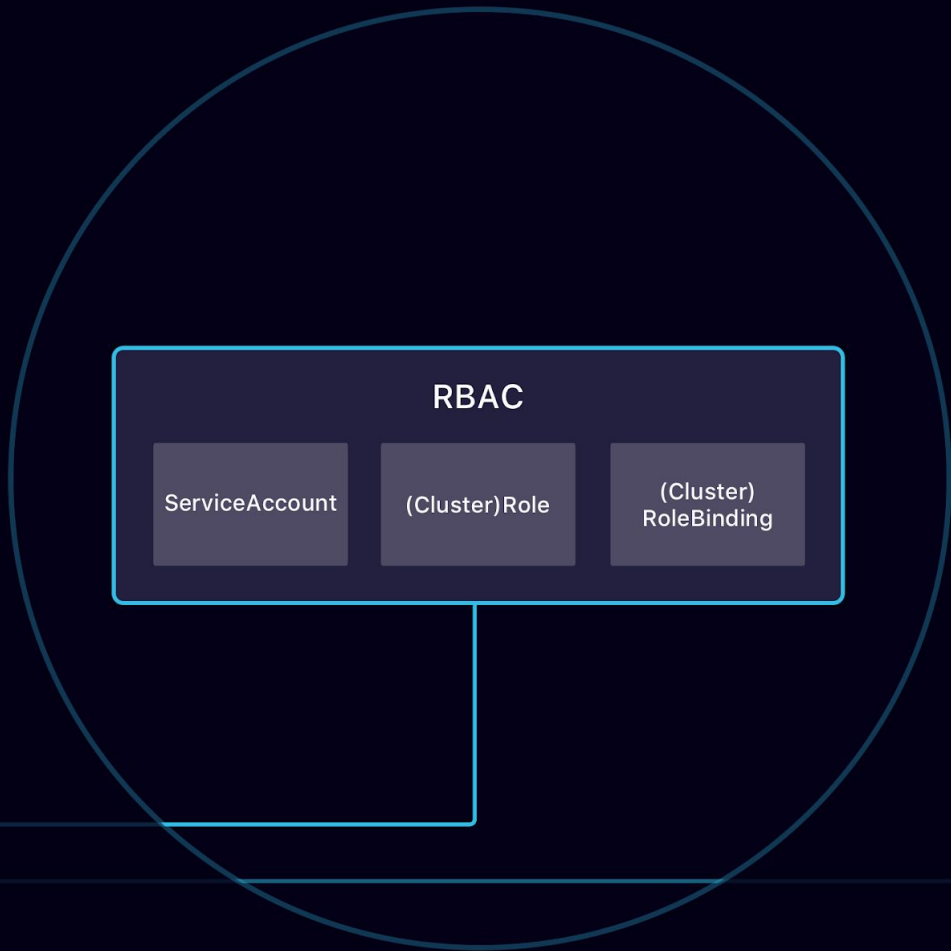 RBAC
ServiceAccount
(Cluster)Role
(Cluster)
RoleBinding